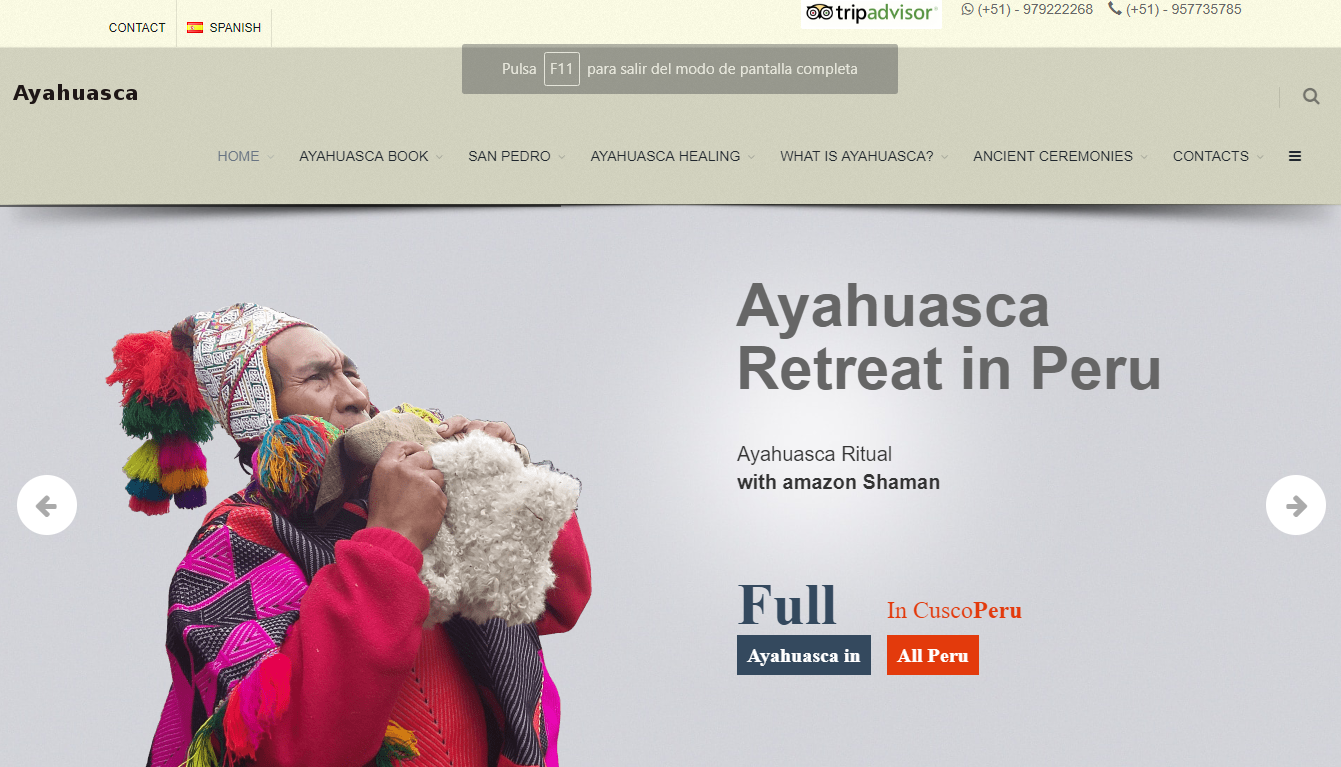 CONTACT
SPANISH
tripadvisor®
(+51) - 979222268
(+51) - 957735785
Pulsa F11 para salir del modo de pantalla completa
Ayahuasca
HOME
AYAHUASCA BOOK
SAN PEDRO
AYAHUASCA HEALING
WHAT IS AYAHUASCA?
ANCIENT CEREMONIES
CONTACTS
Ayahuasca
Retreat in Peru
Ayahuasca Ritual
with amazon Shaman
Full
In CuscoPeru
Ayahuasca in
All Peru